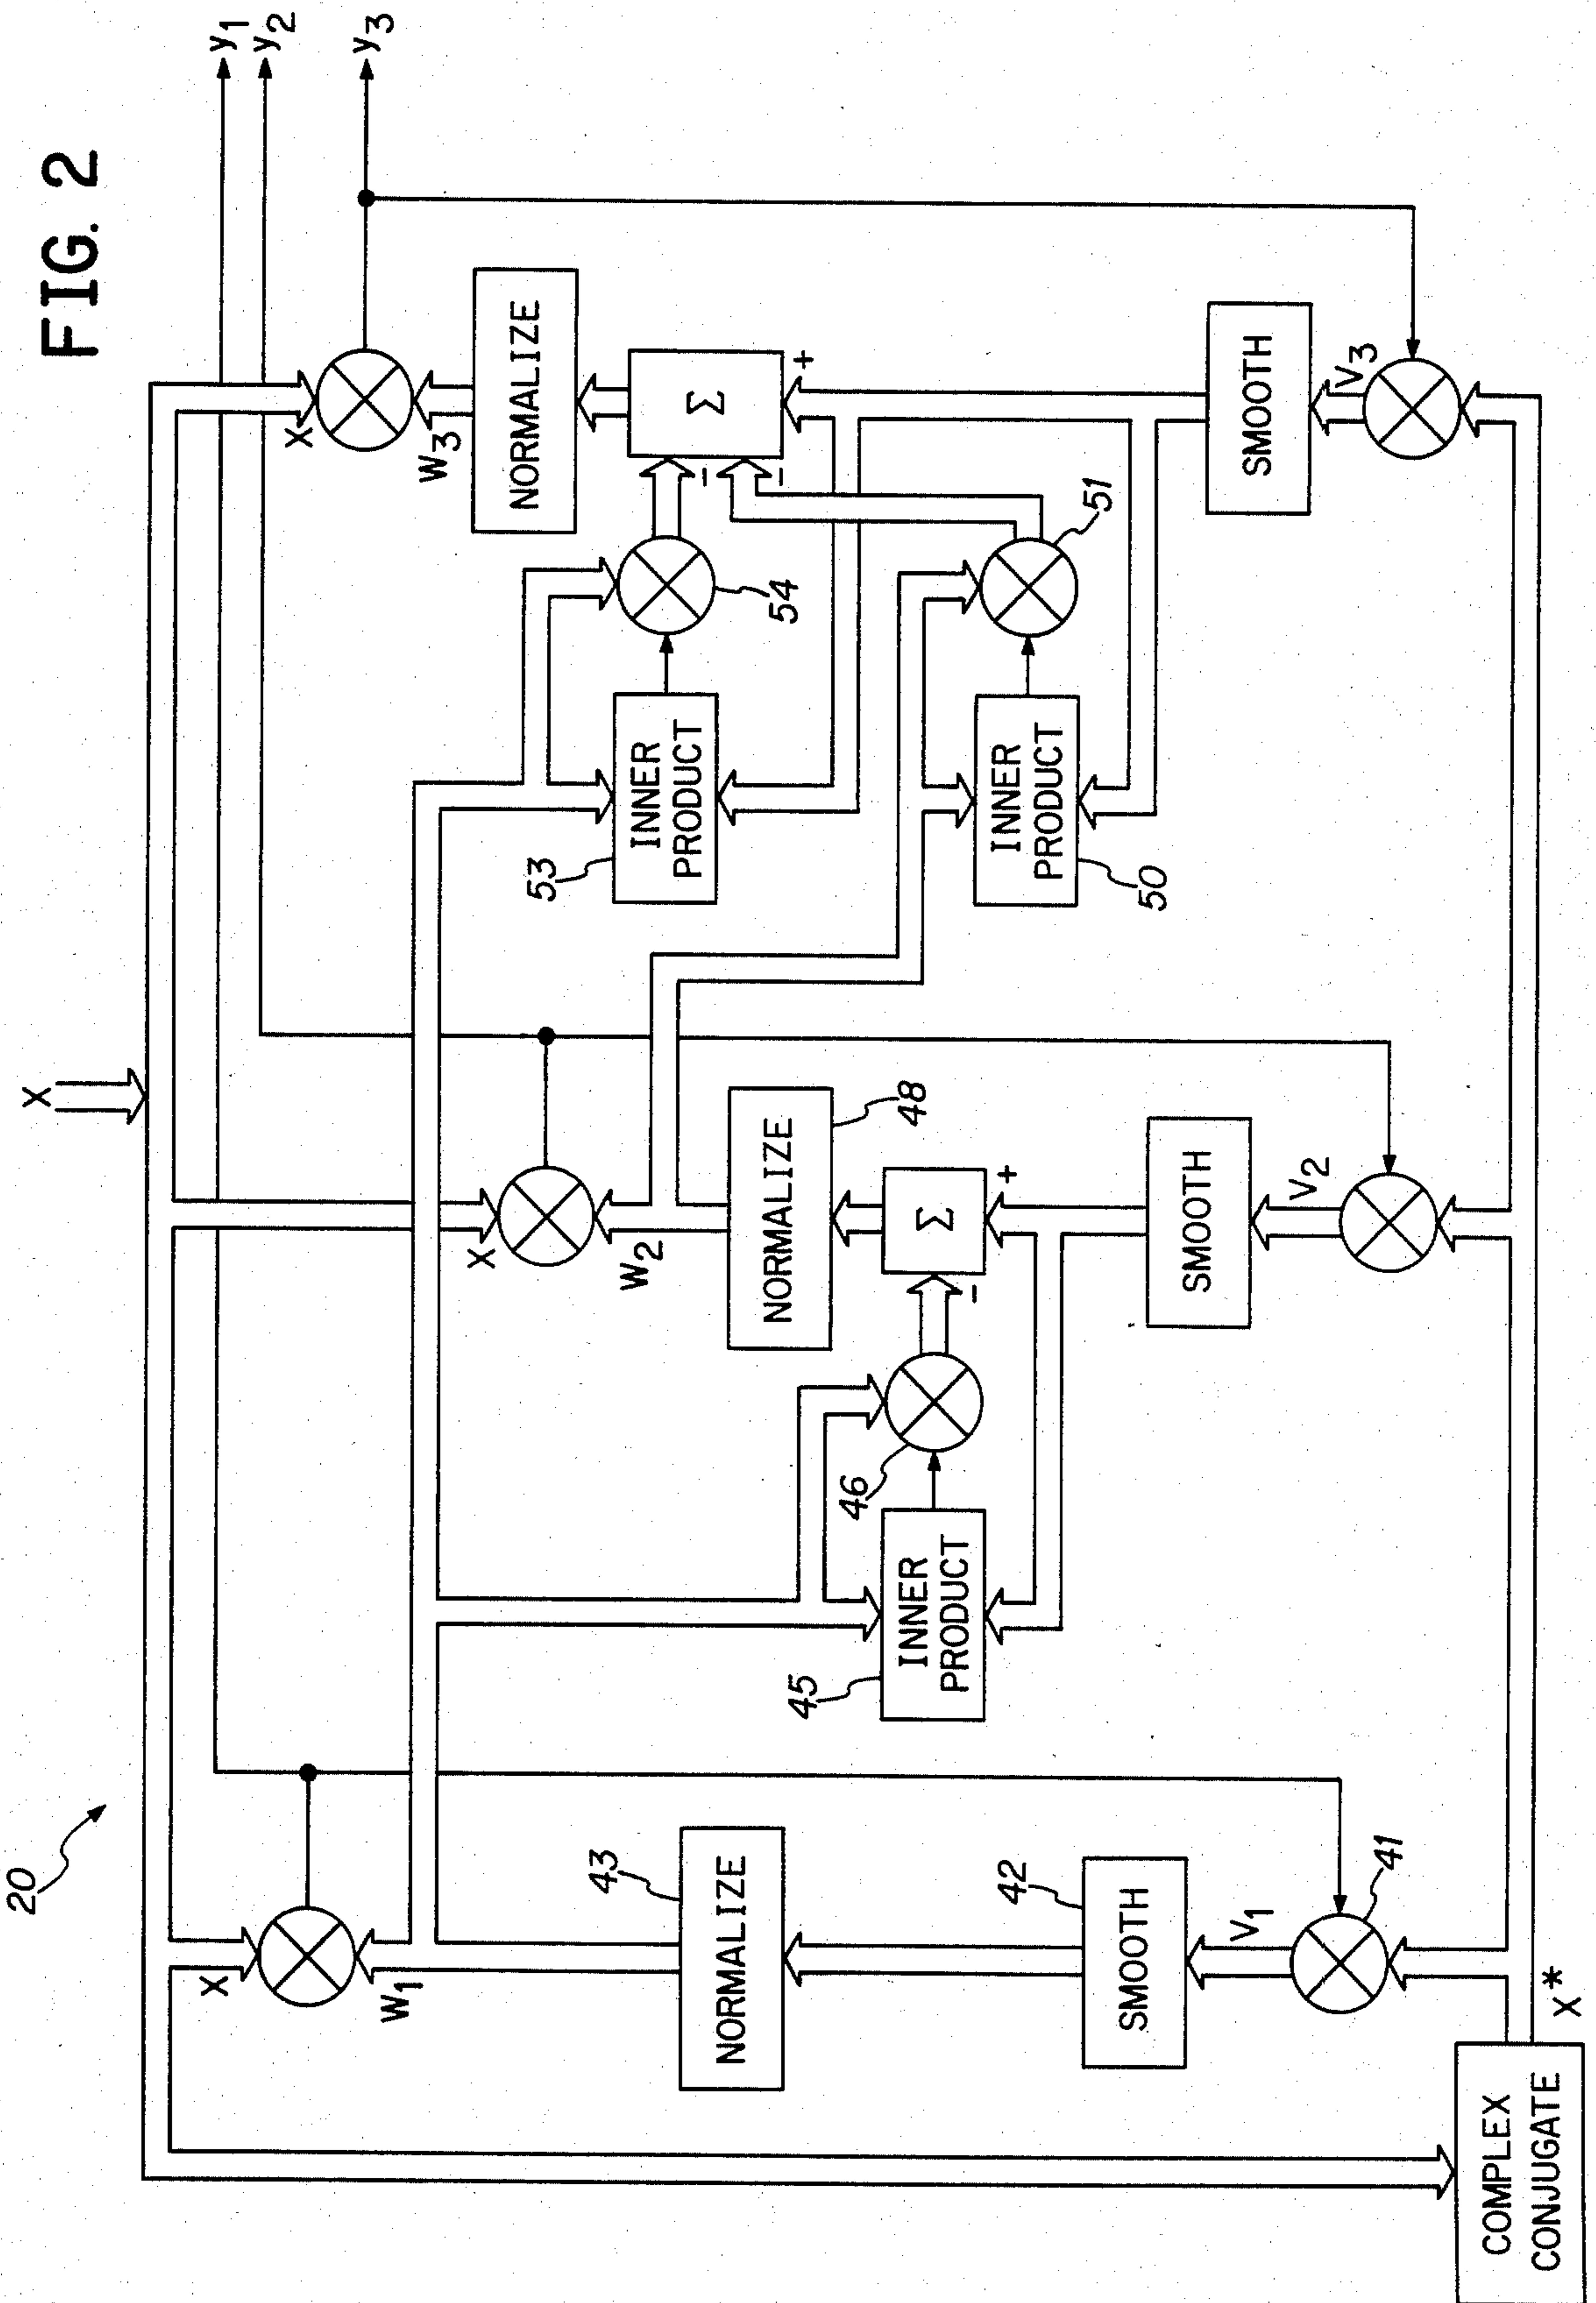 FIG. 2
20
X
y1
y2
y3
X
W1
X
W2
X
W3
43
NORMALIZE
48
NORMALIZE
NORMALIZE
45
INNER
PRODUCT
46
Σ
+
-
53
INNER
PRODUCT
54
Σ
+
-
-
50
INNER
PRODUCT
51
42
SMOOTH
SMOOTH
SMOOTH
V1
41
V2
V3
COMPLEX
CONJUGATE
X*